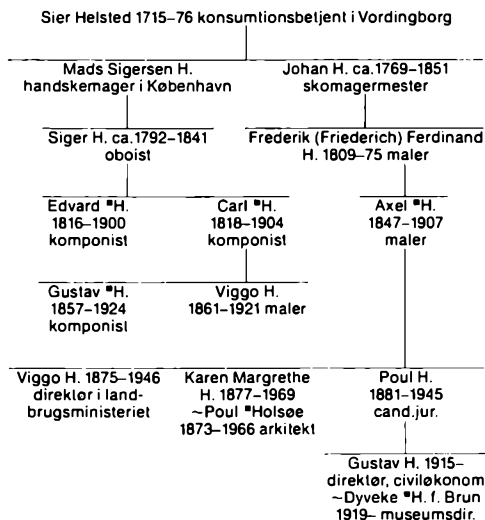 Sier Helsted 1715–76 konsumtionsbetjent i Vordingborg
Mads Sigersen H.
handskemager i København
Johan H. ca.1769–1851
skomagermester
Siger H. ca.1792–1841
oboist
Frederik (Friederich) Ferdinand
H. 1809–75 maler
Edvard ▪H.
1816–1900
komponist
Carl ▪H.
1818–1904
komponist
Axel ▪H.
1847–1907
maler
Gustav ▪H.
1857–1924
komponist
Viggo H.
1861–1921 maler
Viggo H. 1875–1946
direktør i land-
brugsministeriet
Karen Margrethe
H. 1877–1969
~Poul ▪Holsøe
1873–1966 arkitekt
Poul H.
1881–1945
cand.jur.
Gustav H. 1915–
direktør, civiløkonom
~Dyveke ▪H. f. Brun
1919– museumsdir.